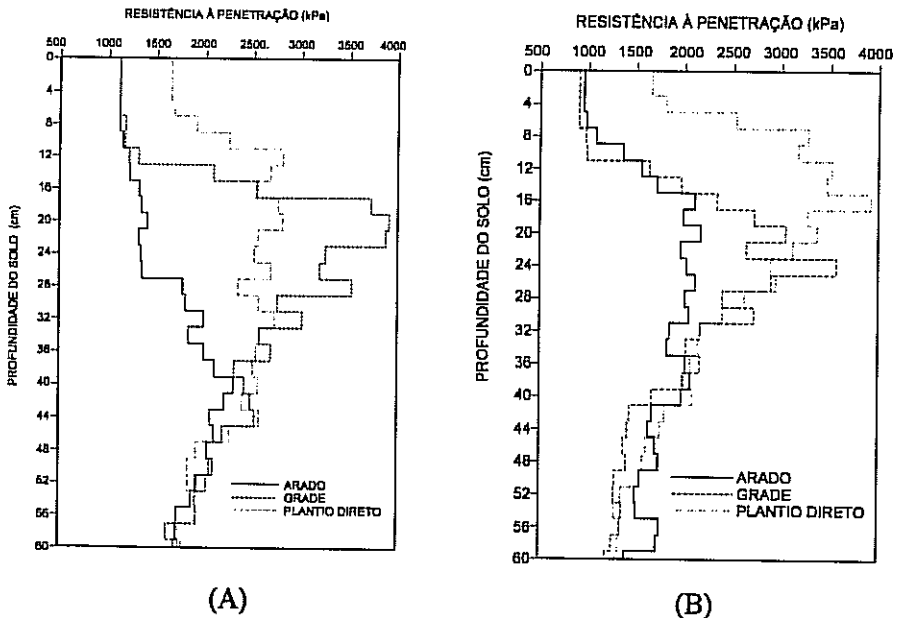 RESISTÊNCIA À PENETRAÇÃO (kPa)
500 1000 1500 2000 2500 3000 3500 4000
PROFUNDIDADE DO SOLO (cm)
0
4
8
12
16
20
24
28
32
36
40
44
48
52
56
60
ARADO
GRADE
PLANTIO DIRETO
(A)
RESISTÊNCIA À PENETRAÇÃO (kPa)
500 1000 1500 2000 2500 3000 3500 4000
PROFUNDIDADE DO SOLO (cm)
0
4
8
12
16
20
24
28
32
36
40
44
48
52
56
60
ARADO
GRADE
PLANTIO DIRETO
(B)